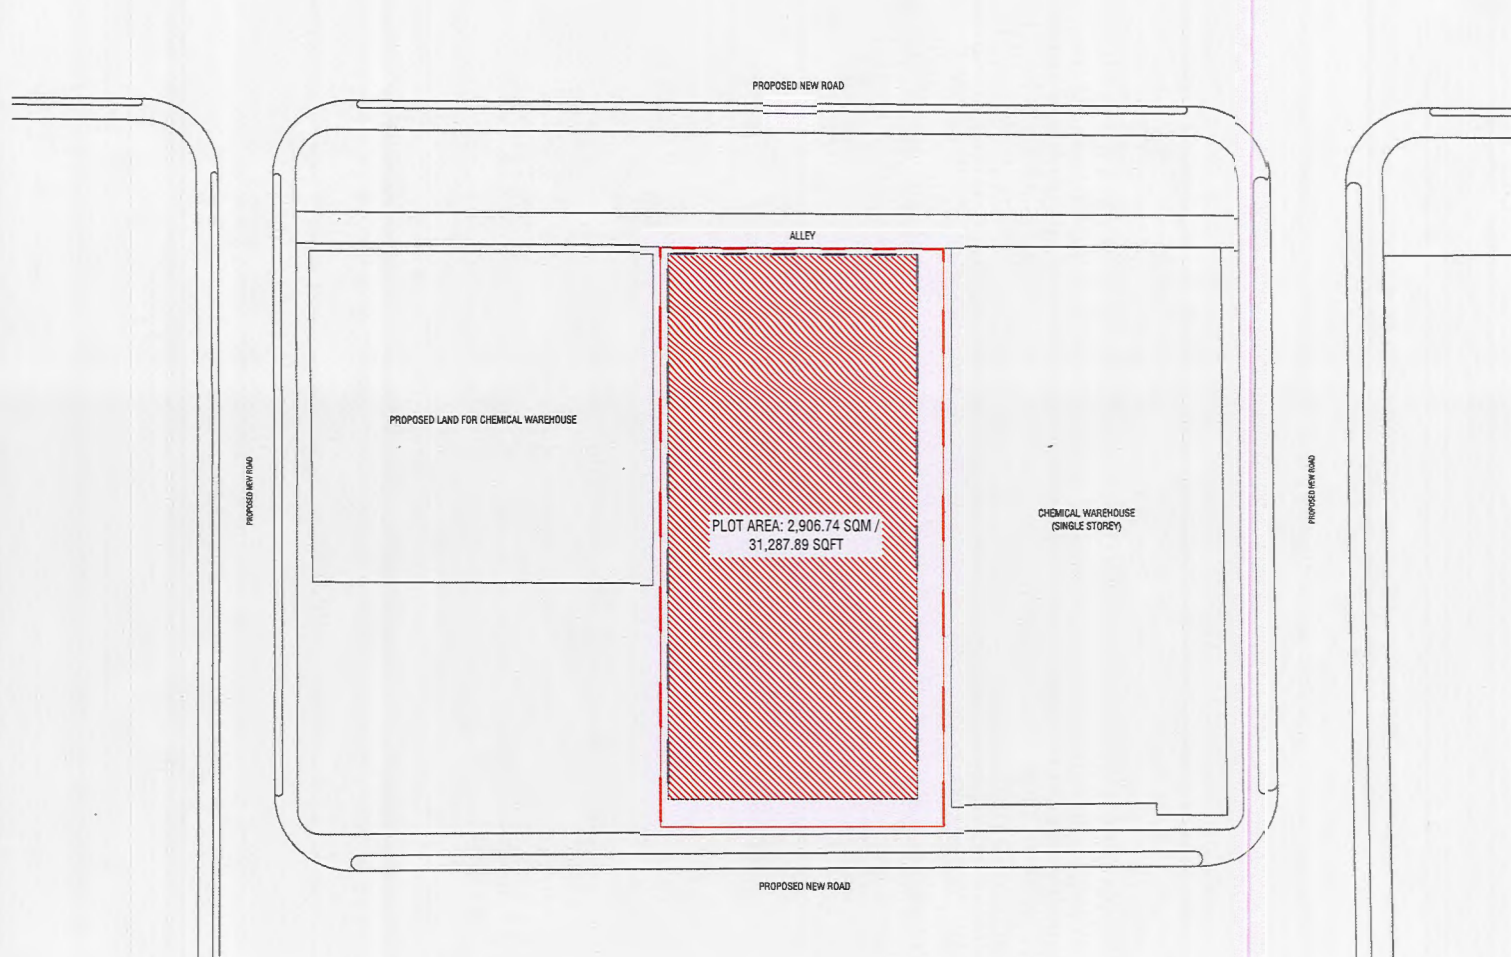 PROPOSED NEW ROAD
ALLEY
PROPOSED LAND FOR CHEMICAL WAREHOUSE
PROPOSED NEW ROAD
PLOT AREA: 2,906.74 SQM /
31,287.89 SQFT
CHEMICAL WAREHOUSE
(SINGLE STOREY)
PROPOSED NEW ROAD
PROPOSED NEW ROAD